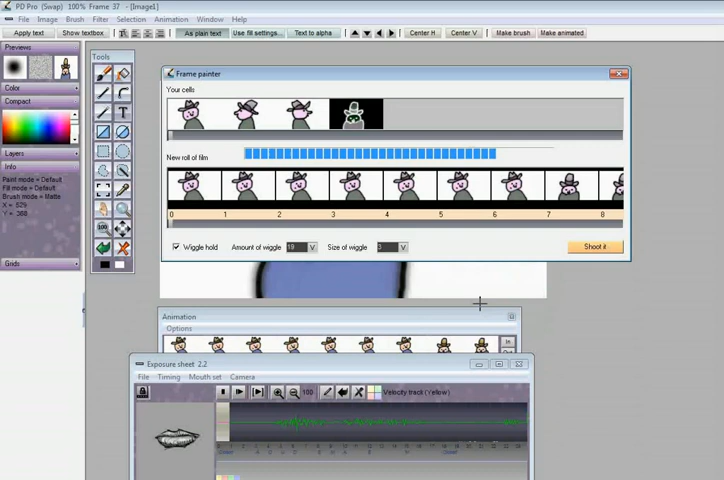 PD Pro (Swap) 100% Frame 37 - [Image1]
File Image Brush Filter Selection Animation Window Help
Apply text Show textbox As plain text Use fill settings... Text to alpha Center H Center V Make brush Make animated
Previews
Tools
Frame painter
Your cells
Color
Compact
New roll of film
Layers
Info
Paint mode = Default
Fill mode = Default
Brush mode = Matte
X = 529
Y = 368
0 1 2 3 4 5 6 7 8
100
Wiggle hold Amount of wiggle 19 V Size of wiggle 3 V Shoot it
Grids
Animation
Options
In
Exposure sheet 2.2
File Timing Mouth set Camera
100 Velocity track (Yellow)